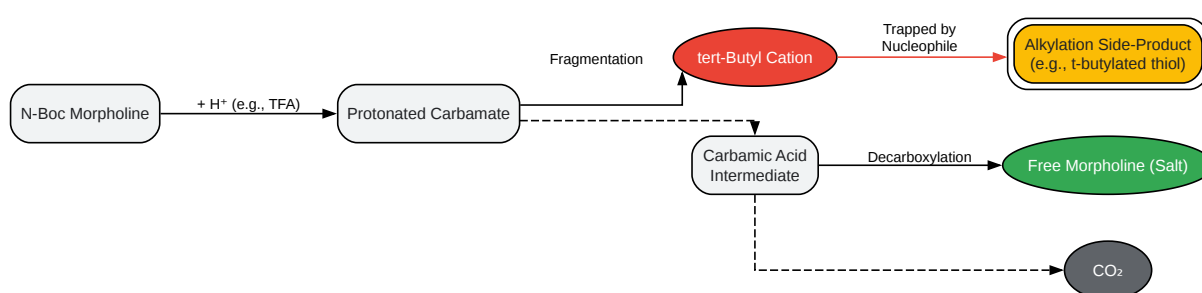 N-Boc Morpholine
+ H⁺ (e.g., TFA)
Protonated Carbamate
Fragmentation
tert-Butyl Cation
Trapped by
Nucleophile
Alkylation Side-Product
(e.g., t-butylated thiol)
Carbamic Acid
Intermediate
Decarboxylation
Free Morpholine (Salt)
CO₂